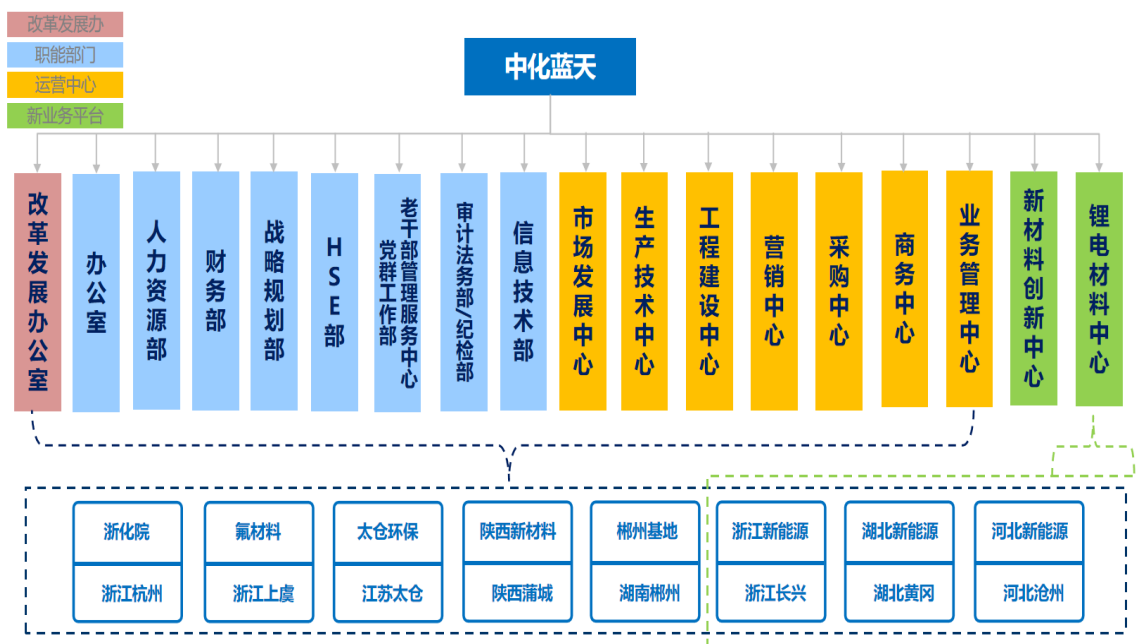 改革发展办
职能部门
运营中心
新业务平台
中化蓝天
改革发展办公室
办公室
人力资源部
财务部
战略规划部
HSE部
老干部管理服务中心
党群工作部
审计法务部/纪检部
信息技术部
市场发展中心
生产技术中心
工程建设中心
营销中心
采购中心
商务中心
业务管理中心
新材料创新中心
锂电材料中心
浙化院
浙江杭州
氟材料
浙江上虞
太仓环保
江苏太仓
陕西新材料
陕西蒲城
郴州基地
湖南郴州
浙江新能源
浙江长兴
湖北新能源
湖北黄冈
河北新能源
河北沧州